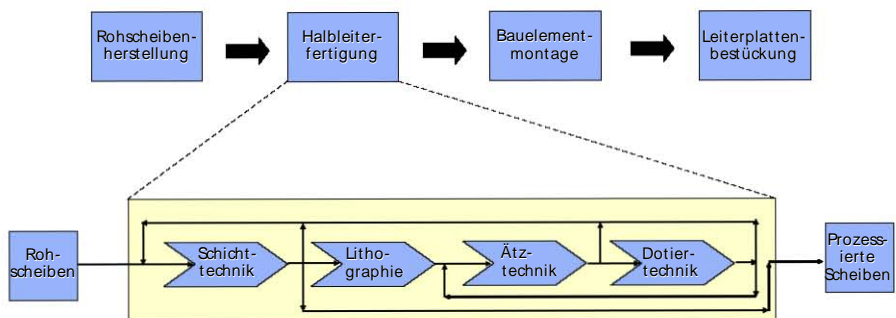 Rohscheiben-
herstellung
Halbleiter-
fertigung
Bauelement-
montage
Leiterplatten-
bestückung
Roh-
scheiben
Schicht-
technik
Litho-
graphie
Ätz-
technik
Dotier-
technik
Prozess-
ierte
Scheiben